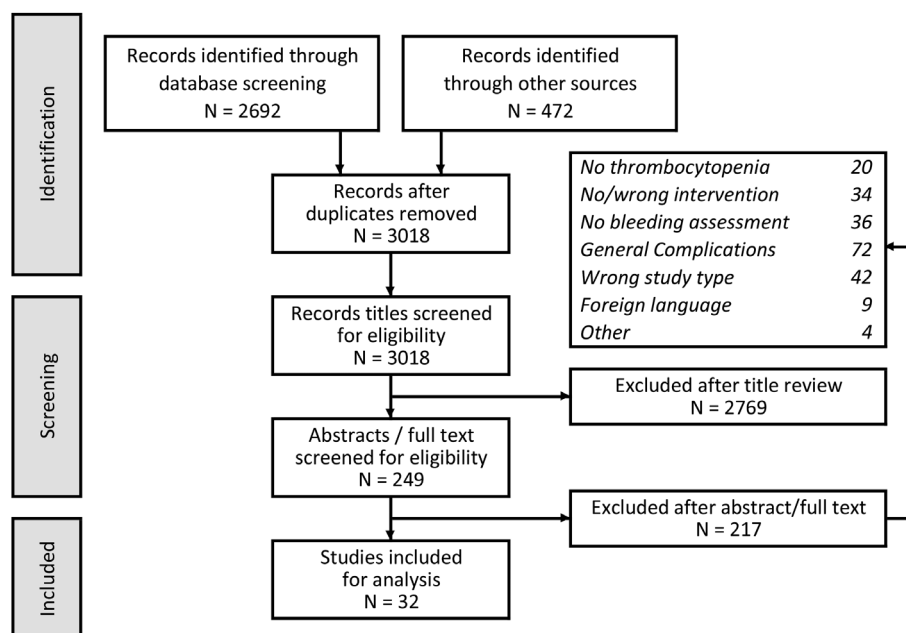 Identification
Records identified through
database screening
N = 2692
Records identified
through other sources
N = 472
Records after
duplicates removed
N = 3018
No thrombocytopenia 20
No/wrong intervention 34
No bleeding assessment 36
General Complications 72
Wrong study type 42
Foreign language 9
Other 4
Screening
Records titles screened
for eligibility
N = 3018
Excluded after title review
N = 2769
Abstracts / full text
screened for eligibility
N = 249
Excluded after abstract/full text
N = 217
Included
Studies included
for analysis
N = 32